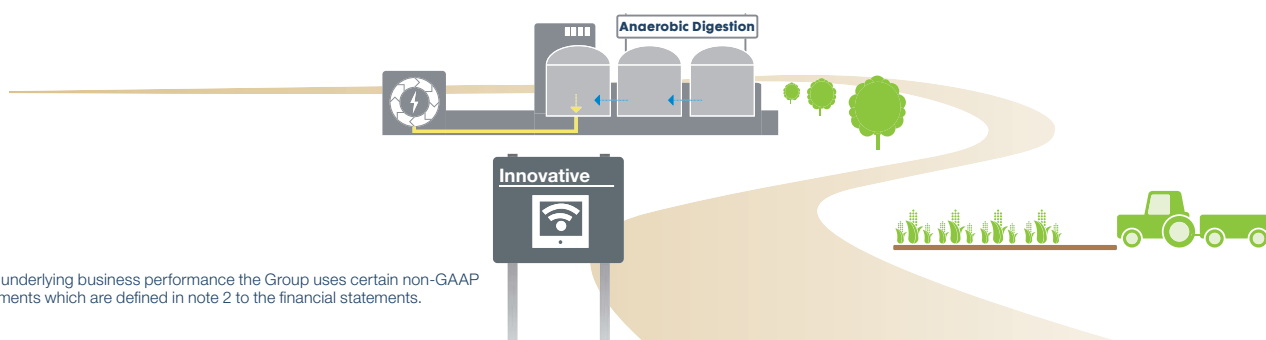 Anaerobic Digestion
Innovative
underlying business performance the Group uses certain non-GAAP
ments which are defined in note 2 to the financial statements.